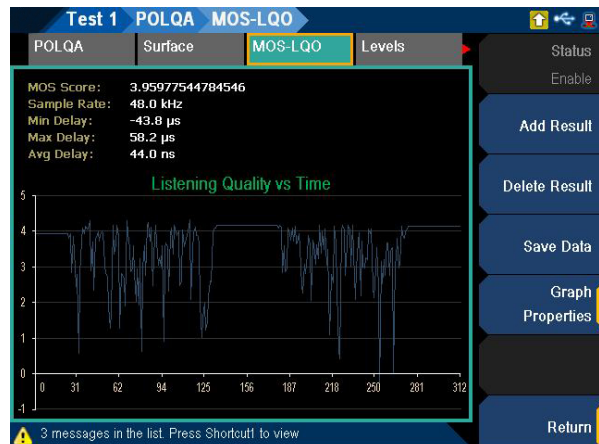 Test 1 POLQA MOS-LQO
POLQA Surface MOS-LQO Levels
Status
Enable
MOS Score: 3.95977544784546
Sample Rate: 48.0 kHz
Min Delay: -43.8 µs
Max Delay: 58.2 µs
Avg Delay: 44.0 ns
Add Result
Delete Result
Save Data
Graph
Properties
Return
Listening Quality vs Time
5
4
3
2
1
0
-1
0 31 62 94 125 156 187 218 250 281 312
3 messages in the list. Press Shortcut1 to view